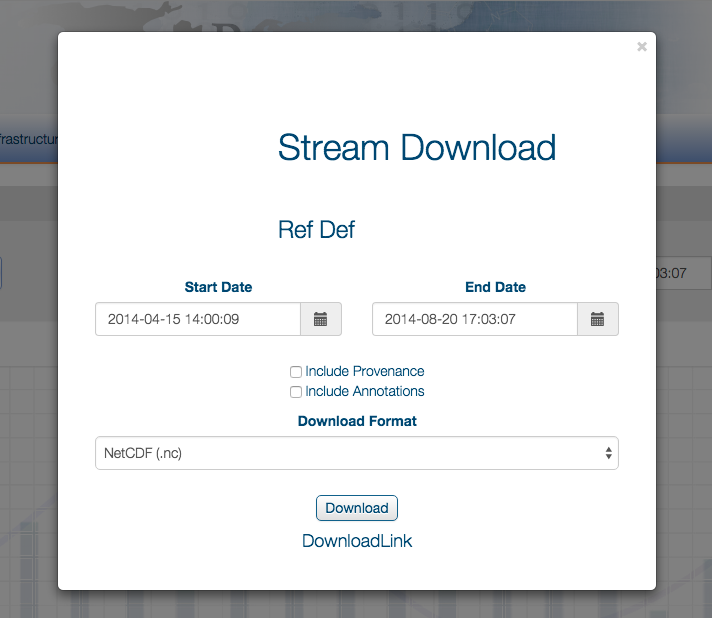 ×
frastructur
Stream Download
Ref Def
Start Date
End Date
2014-04-15 14:00:09
2014-08-20 17:03:07
03:07
Include Provenance
Include Annotations
Download Format
NetCDF (.nc)
Download
DownloadLink